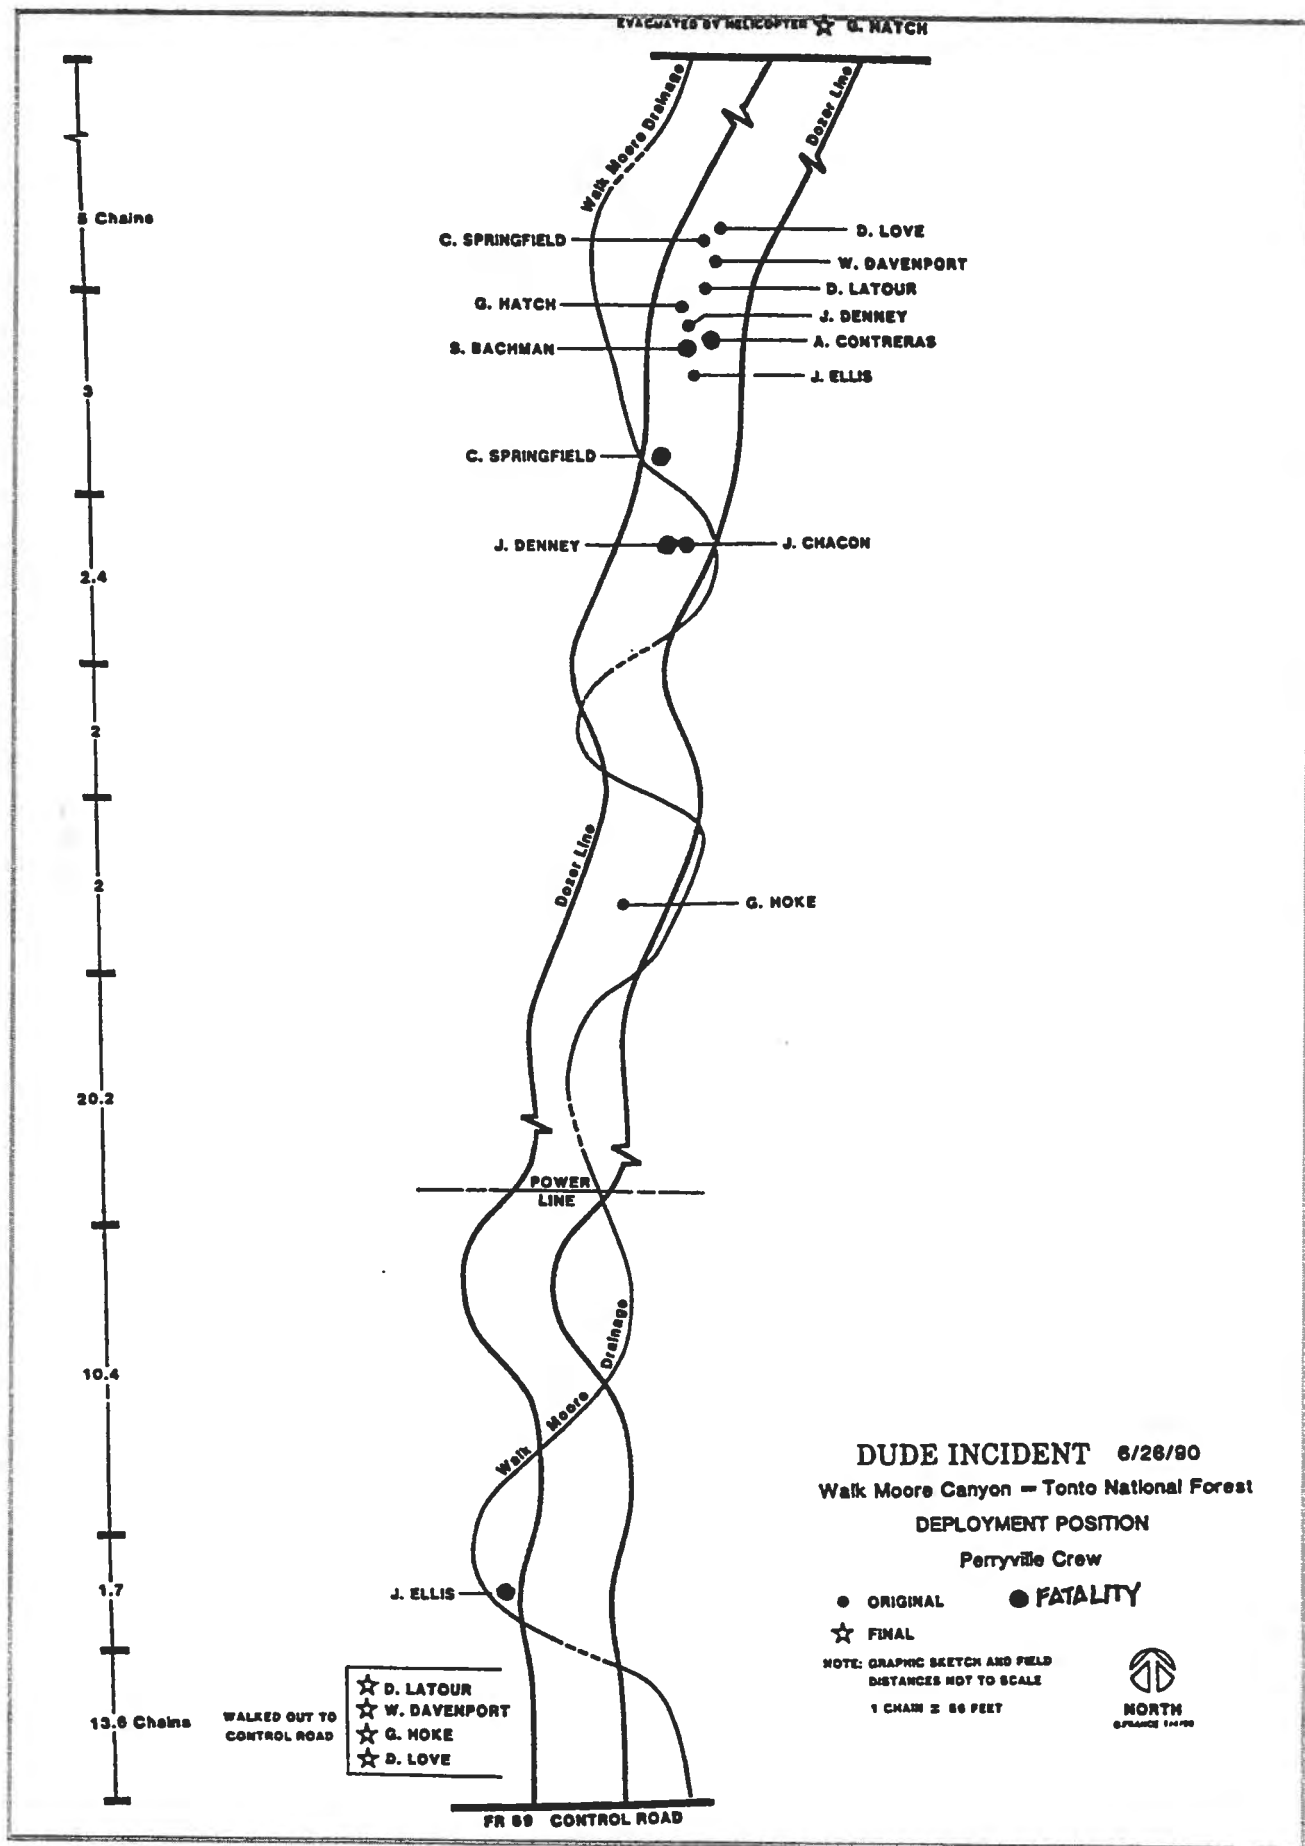 EVACUATED BY HELICOPTER ☆ G. HATCH
Walk Moore Drainage
Dozer Line
5 Chains
C. SPRINGFIELD
D. LOVE
W. DAVENPORT
D. LATOUR
G. HATCH
J. DENNEY
A. CONTRERAS
S. BACHMAN
J. ELLIS
3
C. SPRINGFIELD
J. DENNEY
J. CHACON
2.4
2
Dozer Line
2
G. HOKE
20.2
POWER
LINE
Drainage
10.4
Walk Moore
DUDE INCIDENT 6/26/90
Walk Moore Canyon — Tonto National Forest
DEPLOYMENT POSITION
Perryville Crew
● ORIGINAL
● FATALITY
☆ FINAL
NOTE: GRAPHIC SKETCH AND FIELD
DISTANCES NOT TO SCALE
1 CHAIN = 66 FEET
NORTH
J. ELLIS
1.7
13.6 Chains
WALKED OUT TO
CONTROL ROAD
☆ D. LATOUR
☆ W. DAVENPORT
☆ G. HOKE
☆ D. LOVE
FR 69 CONTROL ROAD